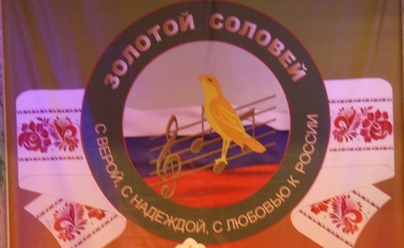 ЗОЛОТОЙ СОЛОВЕЙ
С ВЕРОЙ, С НАДЕЖДОЙ, С ЛЮБОВЬЮ К РОССИИ